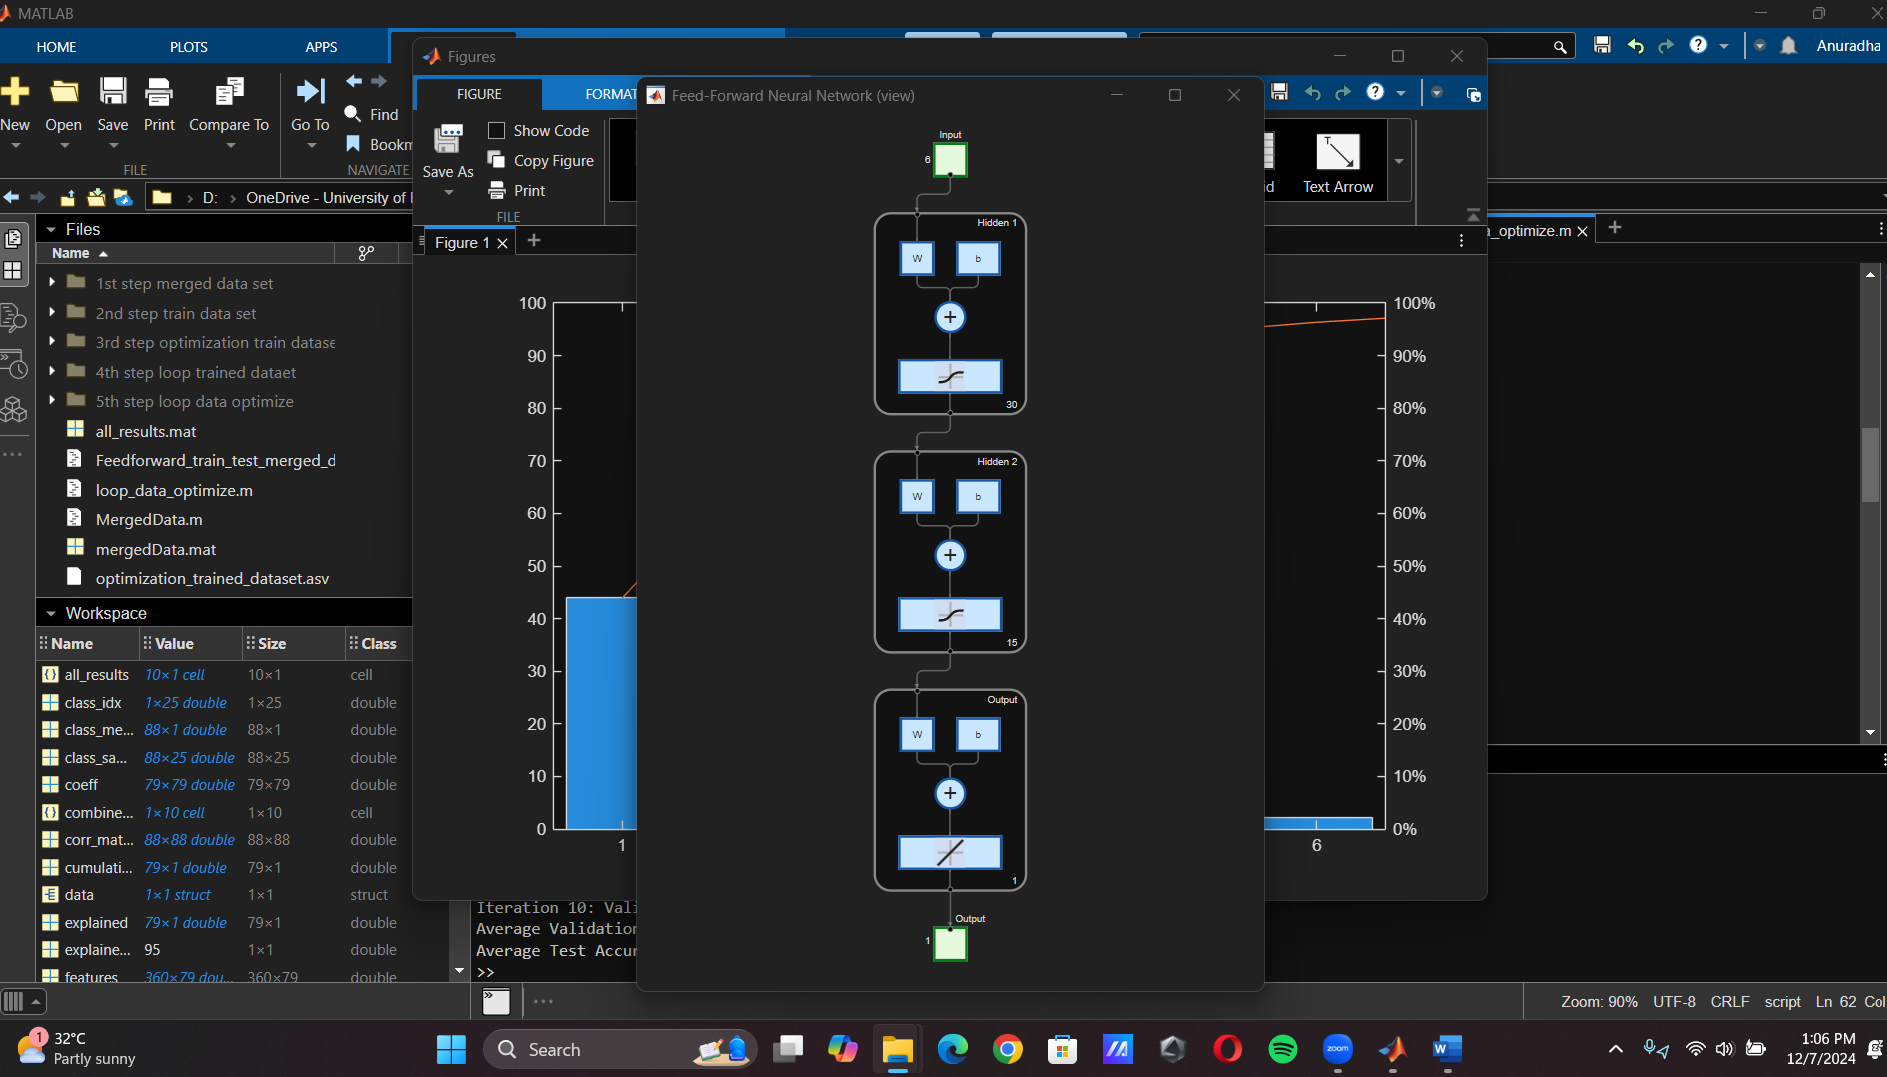 MATLAB
HOME
PLOTS
APPS
Anuradha
New
Open
Save
Print
Compare To
Go To
Find
Bookm
FILE
NAVIGATE
D:
OneDrive - University of
Files
Name
1st step merged data set
2nd step train data set
3rd step optimization train datase
4th step loop trained dataet
5th step loop data optimize
all_results.mat
Feedforward_train_test_merged_d
loop_data_optimize.m
MergedData.m
mergedData.mat
optimization_trained_dataset.asv
Workspace
Name Value Size Class
all_results 10×1 cell 10×1 cell
class_idx 1×25 double 1×25 double
class_me... 88×1 double 88×1 double
class_sa... 88×25 double 88×25 double
coeff 79×79 double 79×79 double
combine... 1×10 cell 1×10 cell
corr_mat... 88×88 double 88×88 double
cumulati... 79×1 double 79×1 double
data 1×1 struct 1×1 struct
explained 79×1 double 79×1 double
explaine... 95 1×1 double
features 360×79 dou... 360×79 double
Figures
FIGURE
FORMAT
Save As
Show Code
Copy Figure
Print
FILE
id
Text Arrow
Figure 1
100
90
80
70
60
50
40
30
20
10
0
1
6
100%
90%
80%
70%
60%
50%
40%
30%
20%
10%
0%
Feed-Forward Neural Network (view)
Input
6
Hidden 1
W b
+
30
Hidden 2
W b
+
15
Output
W b
+
1
Output
1
a_optimize.m
Iteration 10: Vali
Average Validation
Average Test Accur
>>
Zoom: 90% UTF-8 CRLF script Ln 62 Col
1
32°C
Partly sunny
Search
zoom
W
1:06 PM
12/7/2024